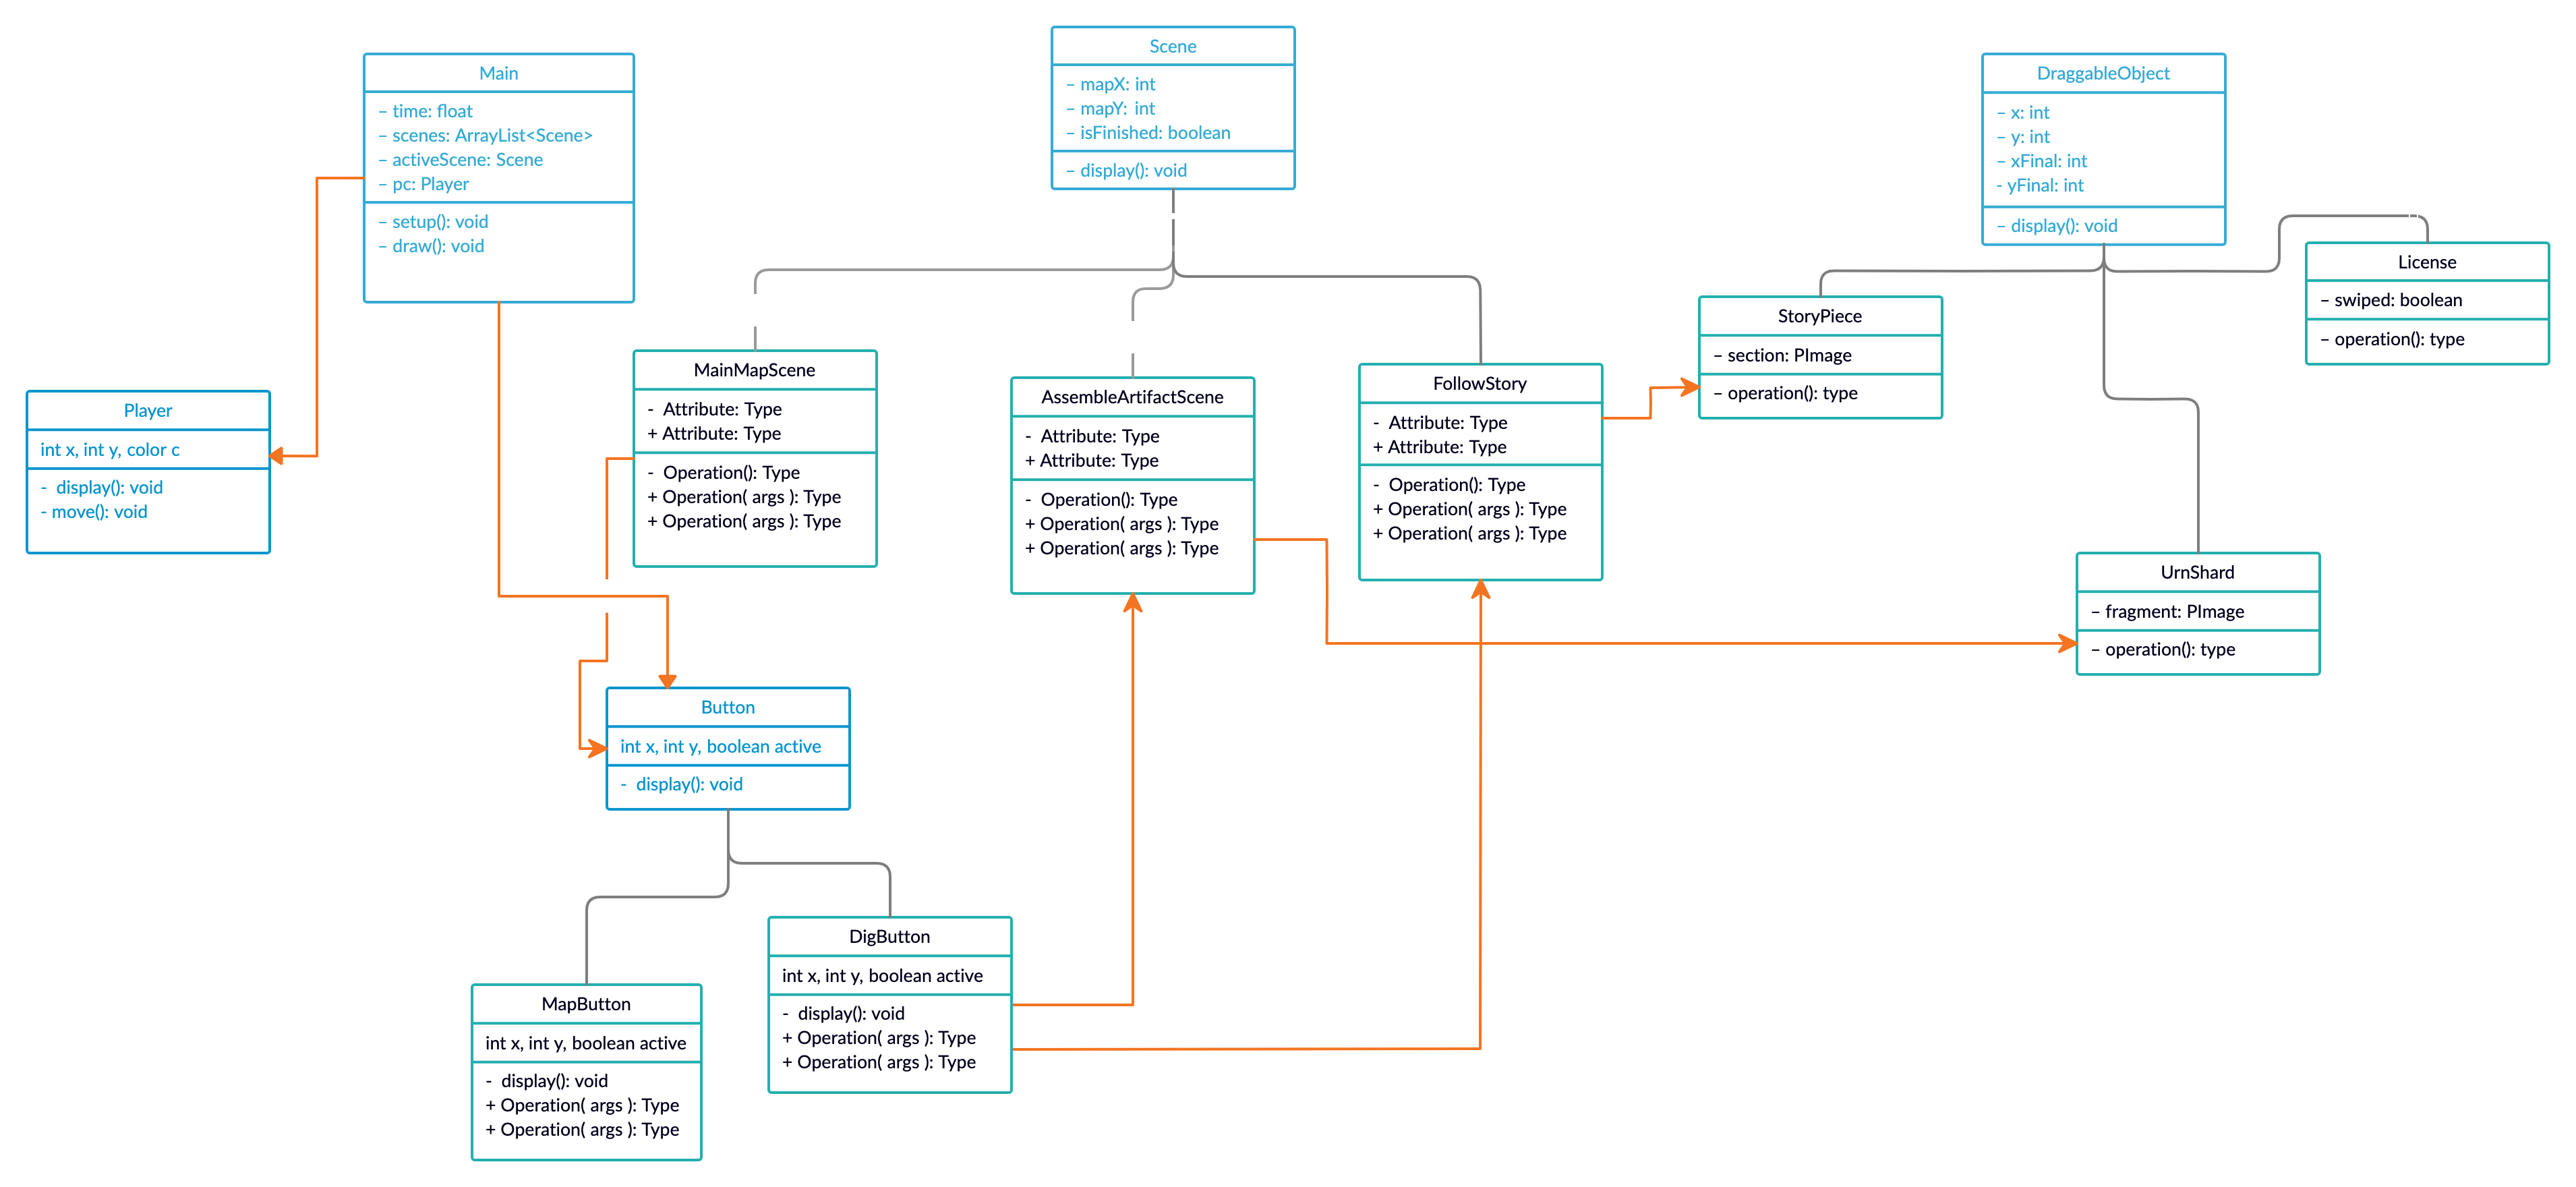 Main
– time: float
– scenes: ArrayList<Scene>
– activeScene: Scene
– pc: Player
– setup(): void
– draw(): void
Scene
– mapX: int
– mapY: int
– isFinished: boolean
– display(): void
DraggableObject
– x: int
– y: int
– xFinal: int
- yFinal: int
– display(): void
License
– swiped: boolean
– operation(): type
StoryPiece
– section: PImage
– operation(): type
MainMapScene
- Attribute: Type
+ Attribute: Type
- Operation(): Type
+ Operation( args ): Type
+ Operation( args ): Type
AssembleArtifactScene
- Attribute: Type
+ Attribute: Type
- Operation(): Type
+ Operation( args ): Type
+ Operation( args ): Type
FollowStory
- Attribute: Type
+ Attribute: Type
- Operation(): Type
+ Operation( args ): Type
+ Operation( args ): Type
Player
int x, int y, color c
- display(): void
- move(): void
UrnShard
– fragment: PImage
– operation(): type
Button
int x, int y, boolean active
- display(): void
DigButton
int x, int y, boolean active
- display(): void
+ Operation( args ): Type
+ Operation( args ): Type
MapButton
int x, int y, boolean active
- display(): void
+ Operation( args ): Type
+ Operation( args ): Type